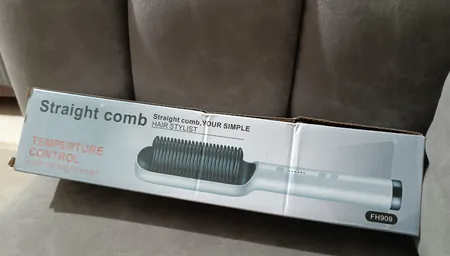 Straight comb
Straight comb,YOUR SIMPLE
HAIR STYLIST
TEMPERTURE
CONTROL
FH909